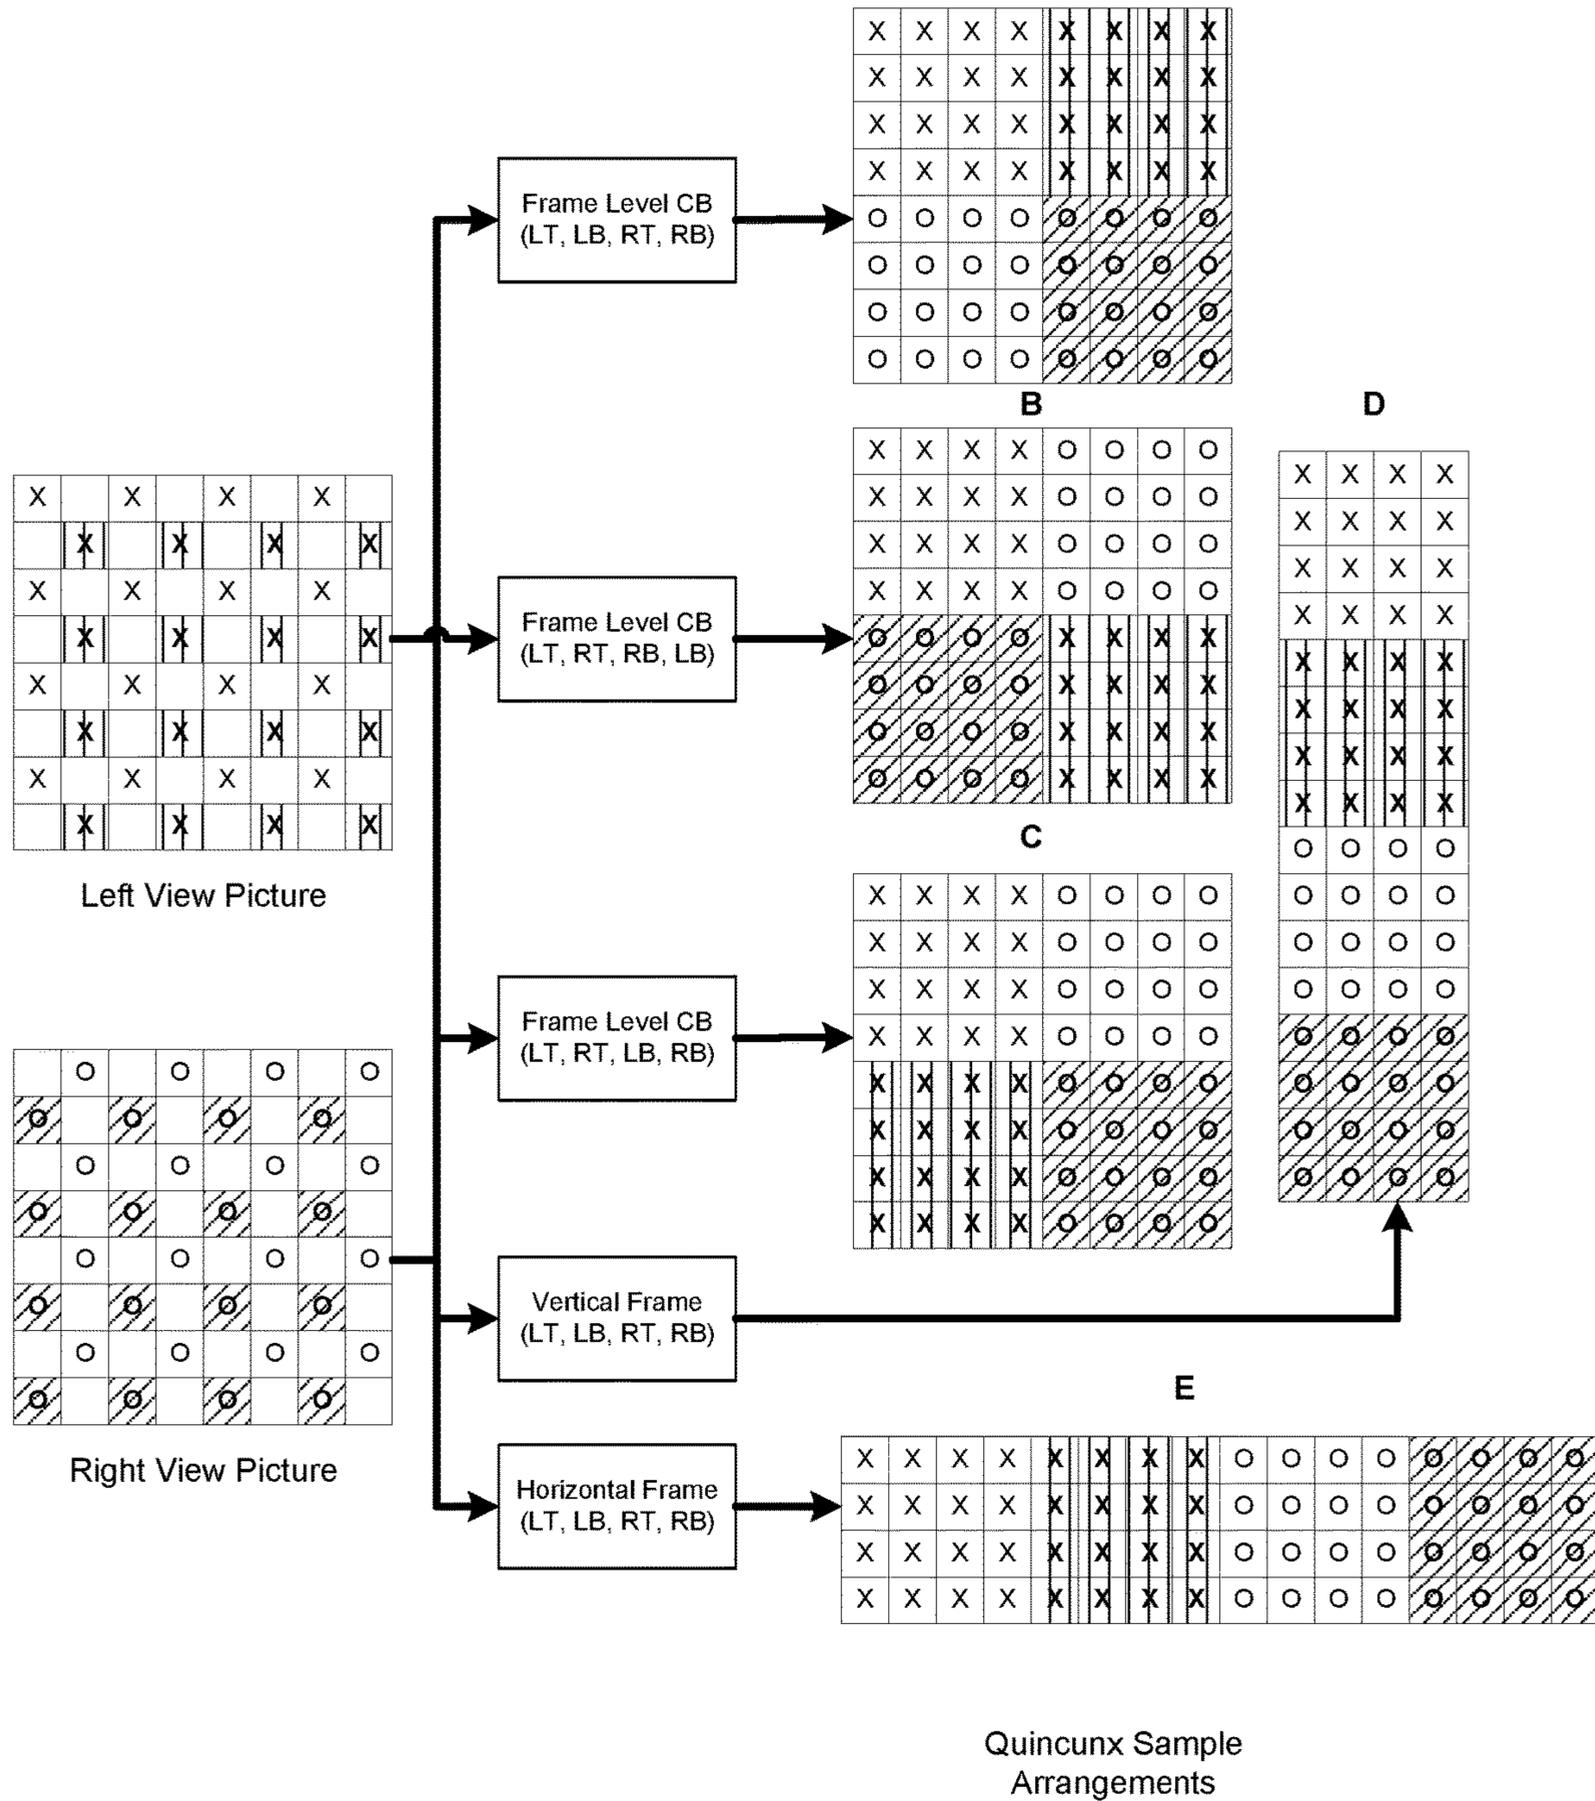 Frame Level CB
(LT, LB, RT, RB)
B
D
Frame Level CB
(LT, RT, RB, LB)
C
Left View Picture
Frame Level CB
(LT, RT, LB, RB)
Vertical Frame
(LT, LB, RT, RB)
E
Right View Picture
Horizontal Frame
(LT, LB, RT, RB)
Quincunx Sample
Arrangements